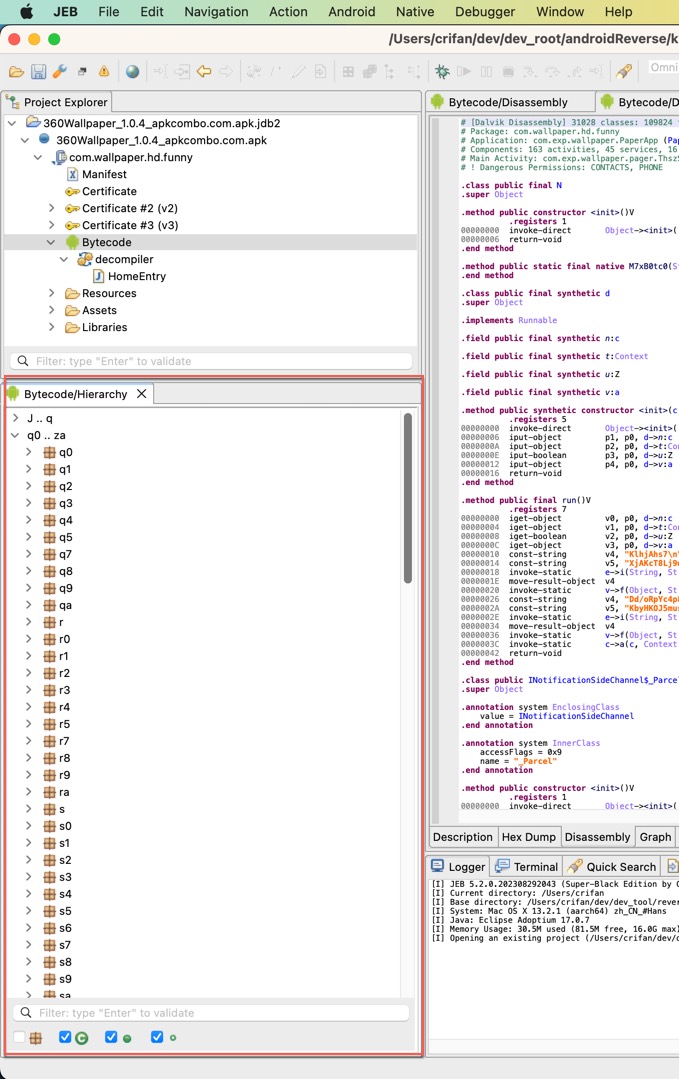 JEB File Edit Navigation Action Android Native Debugger Window Help
/Users/crifan/dev/dev_root/androidReverse/k
Omni
Project Explorer
360Wallpaper_1.0.4_apkcombo.com.apk.jdb2
360Wallpaper_1.0.4_apkcombo.com.apk
com.wallpaper.hd.funny
Manifest
Certificate
Certificate #2 (v2)
Certificate #3 (v3)
Bytecode
decompiler
HomeEntry
Resources
Assets
Libraries
Filter: type "Enter" to validate
Bytecode/Hierarchy
J .. q
q0 .. za
q0
q1
q2
q3
q4
q5
q7
q8
q9
qa
r
r0
r1
r2
r3
r4
r5
r7
r8
r9
ra
s
s0
s1
s2
s3
s4
s5
s6
s7
s8
s9
sa
Filter: type "Enter" to validate
Bytecode/Disassembly Bytecode/D
# [Dalvik Disassembly] 31028 classes: 109824
# Package: com.wallpaper.hd.funny
# Application: com.exp.wallpaper.PaperApp (Pa
# Components: 163 activities, 45 services, 16
# Main Activity: com.exp.wallpaper.pager.Thsz
# ! Dangerous Permissions: CONTACTS, PHONE
.class public final N
.super Object
.method public constructor <init>()V
.registers 1
00000000 invoke-direct Object-><init>(
00000006 return-void
.end method
.method public static final native M7xB0tc0(S
.end method
.class public final synthetic d
.super Object
.implements Runnable
.field public final synthetic n:c
.field public final synthetic t:Context
.field public final synthetic u:Z
.field public final synthetic v:a
.method public synthetic constructor <init>(c
.registers 5
00000000 invoke-direct Object-><init>(
00000006 iput-object p1, p0, d->n:c
0000000A iput-object p2, p0, d->t:Con
0000000E iput-boolean p3, p0, d->u:Z
00000012 iput-object p4, p0, d->v:a
00000016 return-void
.end method
.method public final run()V
.registers 7
00000000 iget-object v0, p0, d->n:c
00000004 iget-object v1, p0, d->t:Con
00000008 iget-boolean v2, p0, d->u:Z
0000000C iget-object v3, p0, d->v:a
00000010 const-string v4, "KlhjAhs7\n"
00000014 const-string v5, "XjAKcT8Lj9
00000018 invoke-static e->i(String, St
0000001E move-result-object v4
00000020 invoke-static v->f(Object, St
00000026 const-string v4, "Dd/oRpYc4p
0000002A const-string v5, "KbyHKOJ5mu
0000002E invoke-static e->i(String, St
00000034 move-result-object v4
00000036 invoke-static v->f(Object, St
0000003C invoke-static c->a(c, Context
00000042 return-void
.end method
.class public INotificationSideChannel$_Parce
.super Object
.annotation system EnclosingClass
value = INotificationSideChannel
.end annotation
.annotation system InnerClass
accessFlags = 0x9
name = "_Parcel"
.end annotation
.method public constructor <init>()V
.registers 1
00000000 invoke-direct Object-><init>(
Description Hex Dump Disassembly Graph
Logger Terminal Quick Search
[I] JEB 5.2.0.202308292043 (Super-Black Edition by
[I] Current directory: /Users/crifan
[I] Base directory: /Users/crifan/dev/dev_tool/rever
[I] System: Mac OS X 13.2.1 (aarch64) zh_CN_#Hans
[I] Java: Eclipse Adoptium 17.0.7
[I] Memory Usage: 30.5M used (81.5M free, 16.0G max)
[I] Opening an existing project (/Users/crifan/dev/